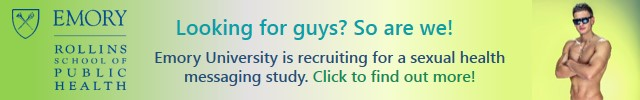 EMORY
ROLLINS
SCHOOL OF
PUBLIC
HEALTH
Looking for guys? So are we!
Emory University is recruiting for a sexual health
messaging study. Click to find out more!